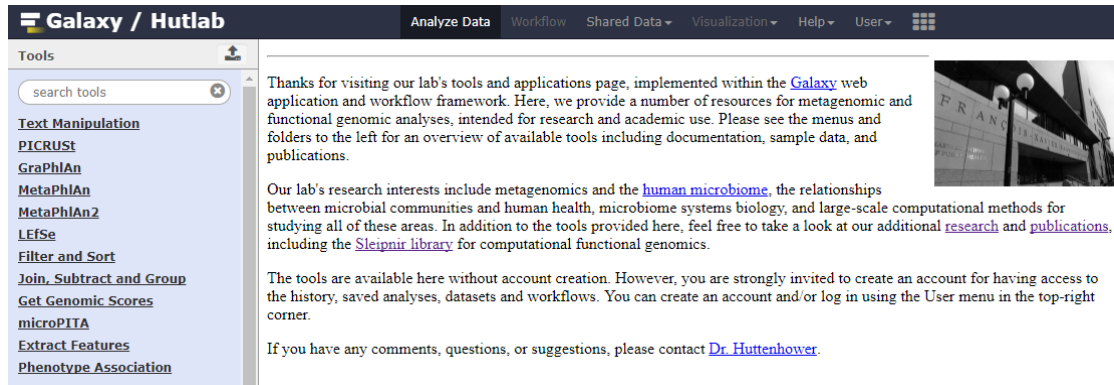 Galaxy / Hutlab
Analyze Data Workflow Shared Data Visualization Help User
Tools
search tools
Text Manipulation
PICRUSt
GraPhlAn
MetaPhlAn
MetaPhlAn2
LEfSe
Filter and Sort
Join, Subtract and Group
Get Genomic Scores
microPITA
Extract Features
Phenotype Association
Thanks for visiting our lab's tools and applications page, implemented within the Galaxy web
application and workflow framework. Here, we provide a number of resources for metagenomic and
functional genomic analyses, intended for research and academic use. Please see the menus and
folders to the left for an overview of available tools including documentation, sample data, and
publications.
Our lab's research interests include metagenomics and the human microbiome, the relationships
between microbial communities and human health, microbiome systems biology, and large-scale computational methods for
studying all of these areas. In addition to the tools provided here, feel free to take a look at our additional research and publications,
including the Sleipnir library for computational functional genomics.
The tools are available here without account creation. However, you are strongly invited to create an account for having access to
the history, saved analyses, datasets and workflows. You can create an account and/or log in using the User menu in the top-right
corner.
If you have any comments, questions, or suggestions, please contact Dr. Huttenhower.